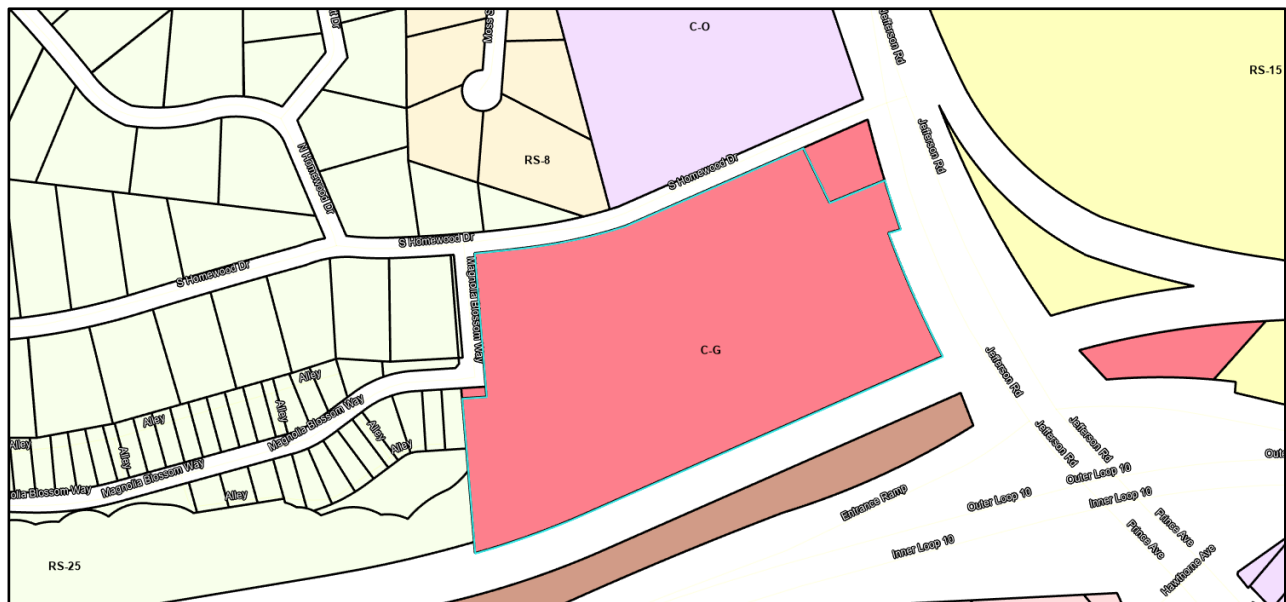 C-O
Jefferson Rd
RS-15
Jefferson Rd
RS-8
N Homewood Dr
S Homewood Dr
S Homewood Dr
S Homewood Dr
Magnolia Blossom Way
C-G
Jefferson Rd
Alley
Alley
Alley
Magnolia Blossom Way
Alley
Alley
Alley
Alley
Magnolia Blossom Way
Alley
Jefferson Rd
Jefferson Rd
Outer Loop 10
Inner Loop 10
Entrance Ramp
Outer Loop 10
Inner Loop 10
Prince Ave
Prince Ave
Hawthorne Ave
RS-25